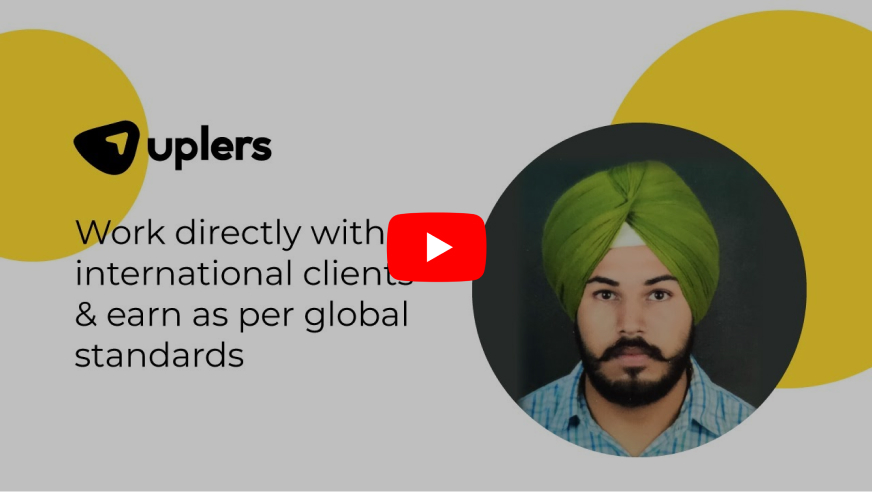 uplers
Work directly with
international clients
& earn as per global
standards